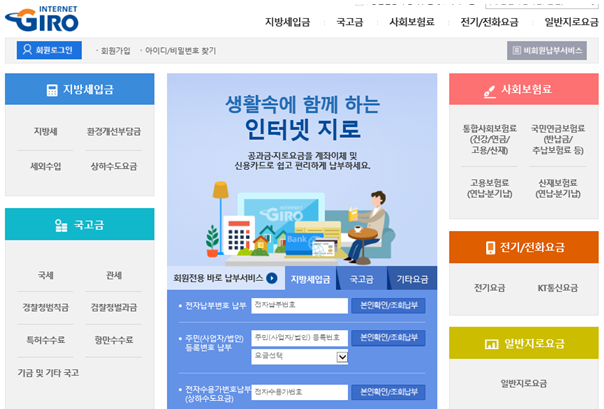 INTERNET
GIRO
지방세입금 국고금 사회보험료 전기/전화요금 일반지로요금
회원로그인 · 회원가입 · 아이디/비밀번호 찾기 비회원납부서비스
지방세입금
지방세 환경개선부담금
세외수입 상하수도요금
국고금
국세 관세
경찰청범칙금 검찰청벌과금
특허수수료 항만수수료
기금 및 기타 국고
생활속에 함께 하는
인터넷 지로
공과금·지로요금을 계좌이체 및
신용카드로 쉽고 편리하게 납부하세요.
INTERNET
GIRO
Bank
회원전용 바로 납부서비스 지방세입금 국고금 기타요금
전자납부번호 납부 전자납부번호 본인확인/조회납부
주민(사업자/법인)
등록번호 납부
주민(사업자/법인) 등록번호 본인확인/조회납부
요금선택
전자수용가번호납부
(상하수도요금)
전자수용가번호 본인확인/조회납부
사회보험료
통합사회보험료
(건강/연금/
고용/산재)
국민연금보험료
(반납금/
추납보험료 등)
고용보험료
(연납·분기납)
산재보험료
(연납·분기납)
전기/전화요금
전기요금 KT통신요금
일반지로요금
일반지로요금